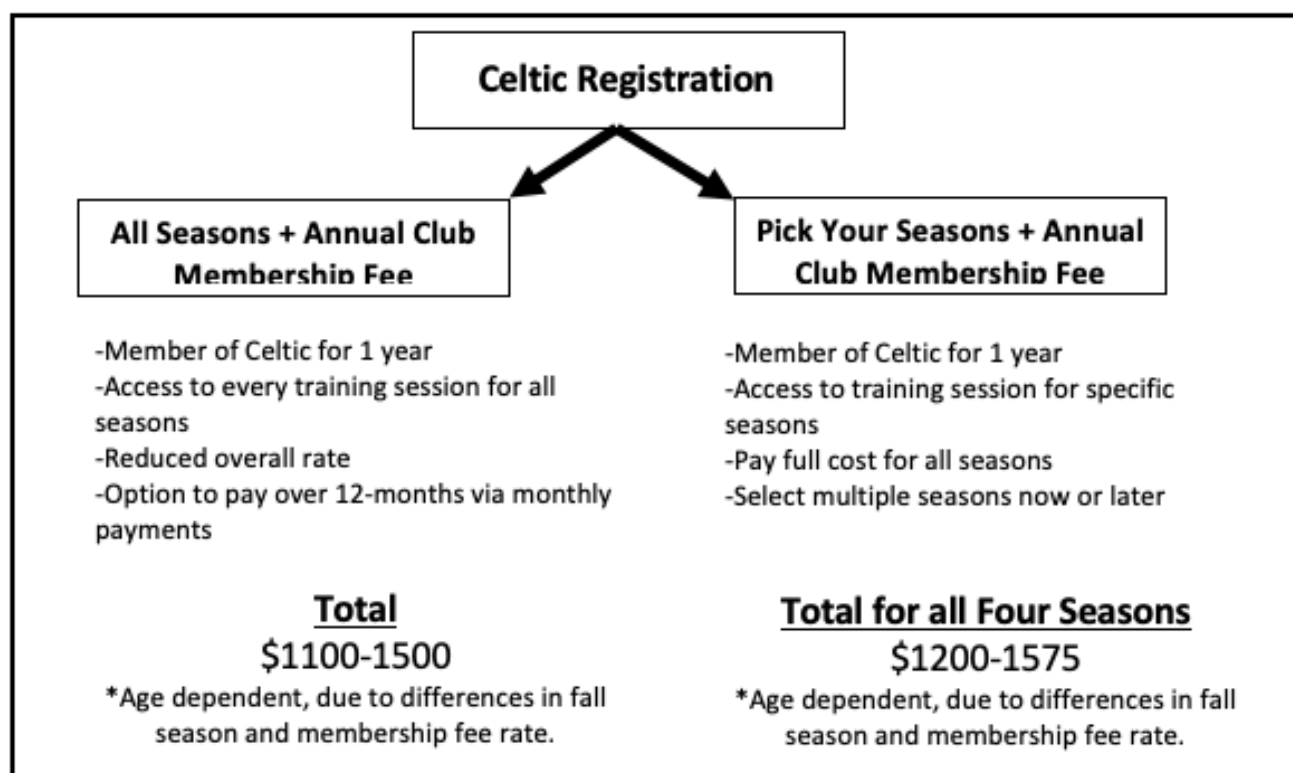 Celtic Registration
All Seasons + Annual Club
Membership Fee
Pick Your Seasons + Annual
Club Membership Fee
-Member of Celtic for 1 year
-Access to every training session for all
seasons
-Reduced overall rate
-Option to pay over 12-months via monthly
payments
-Member of Celtic for 1 year
-Access to training session for specific
seasons
-Pay full cost for all seasons
-Select multiple seasons now or later
Total
$1100-1500
*Age dependent, due to differences in fall
season and membership fee rate.
Total for all Four Seasons
$1200-1575
*Age dependent, due to differences in fall
season and membership fee rate.